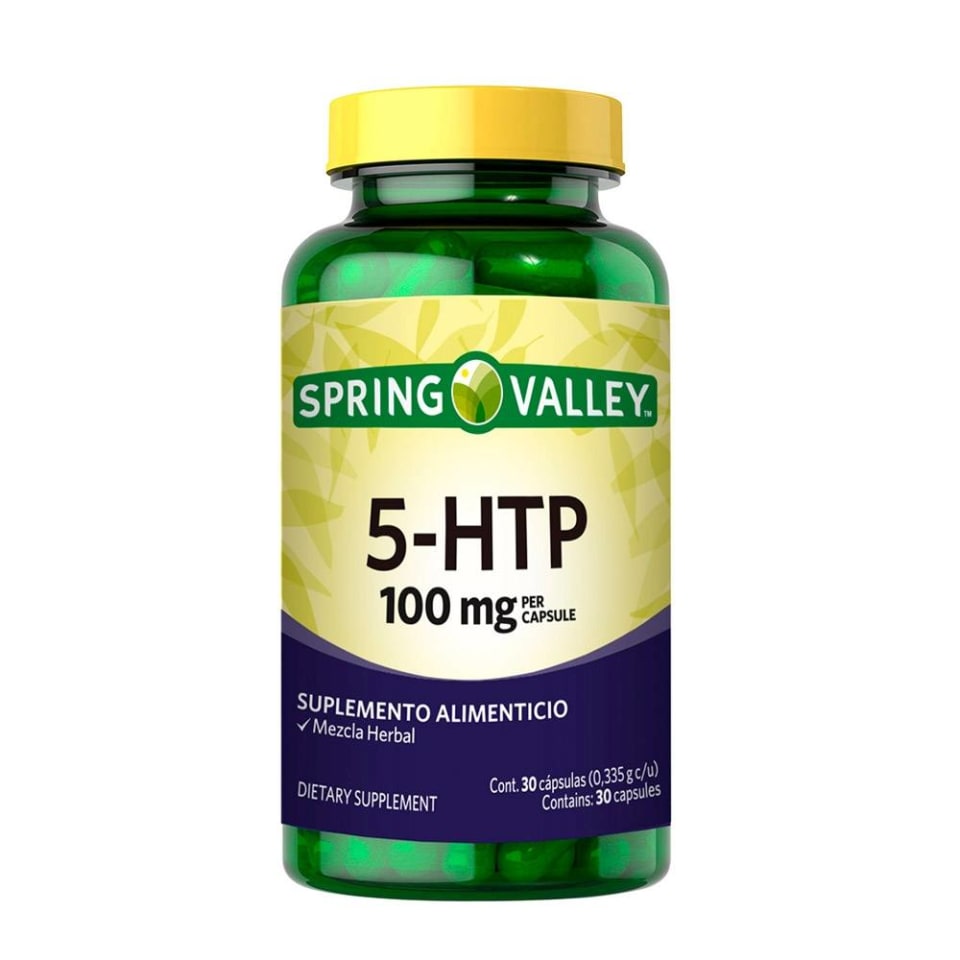 SPRING VALLEY™
5-HTP
100 mg PER CAPSULE
SUPLEMENTO ALIMENTICIO
✓ Mezcla Herbal
Cont. 30 cápsulas (0,335 g c/u)
DIETARY SUPPLEMENT
Contains: 30 capsules